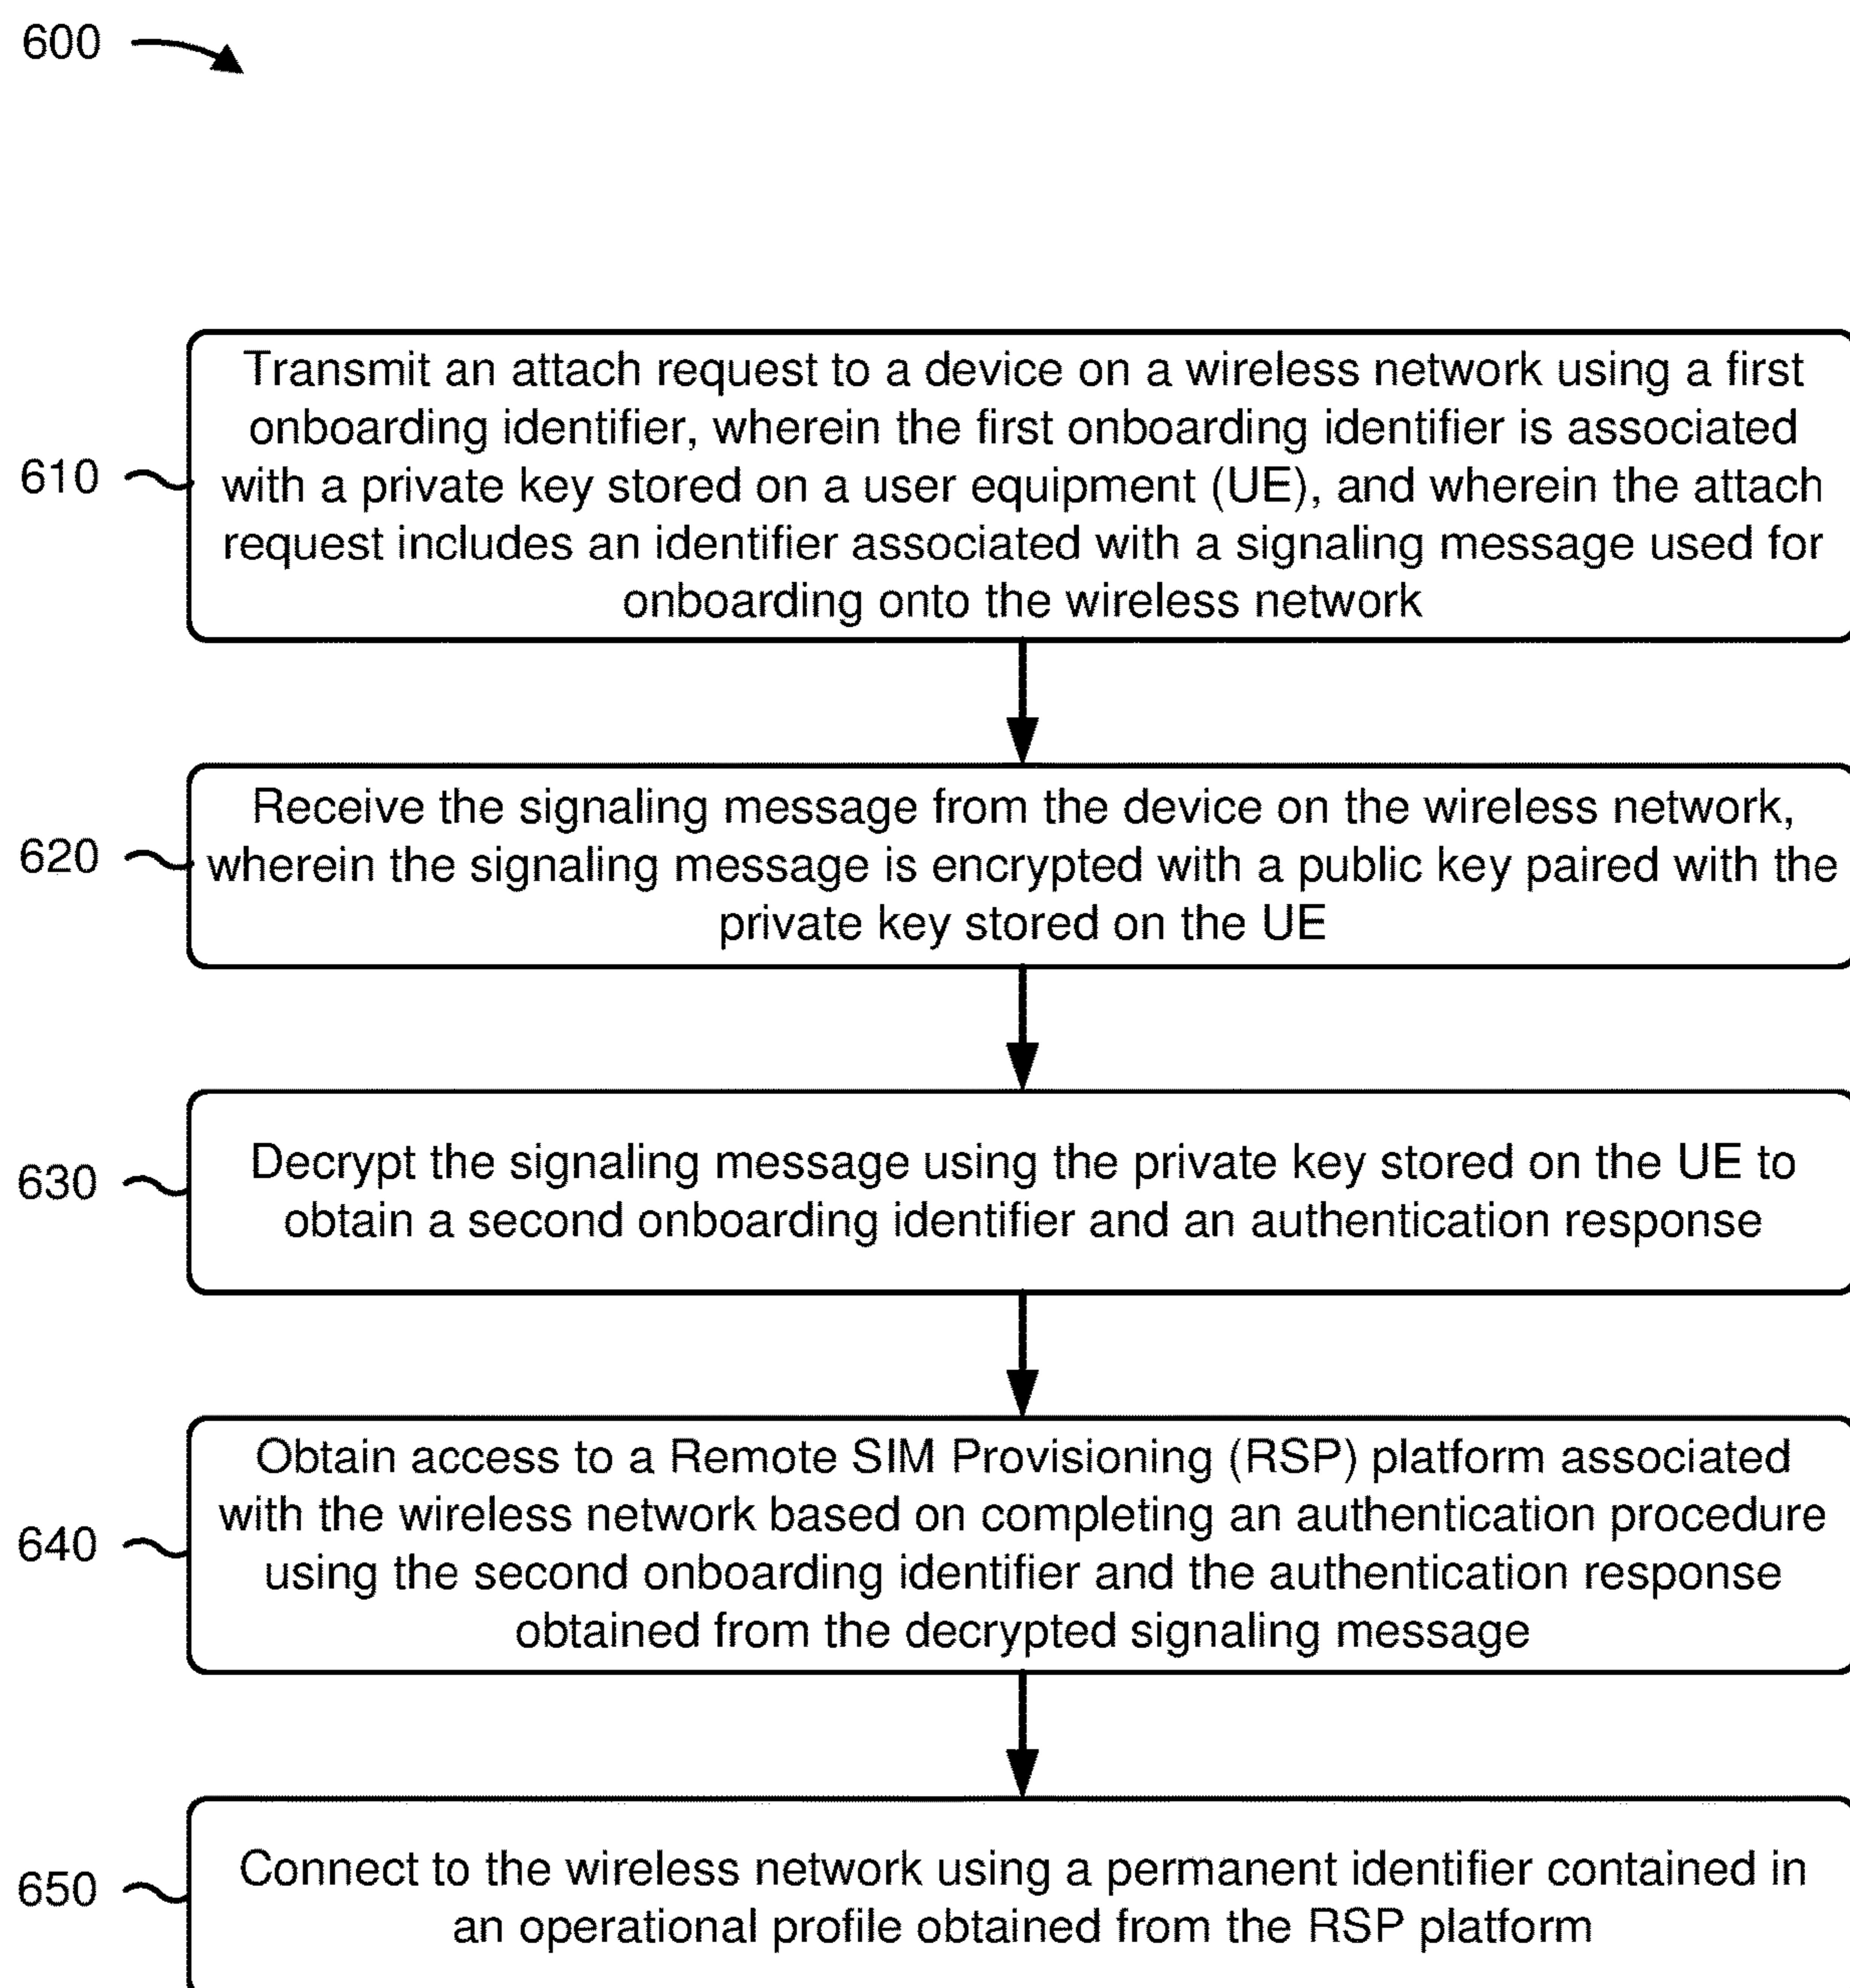 600
Transmit an attach request to a device on a wireless network using a first
onboarding identifier, wherein the first onboarding identifier is associated
610
with a private key stored on a user equipment (UE), and wherein the attach
request includes an identifier associated with a signaling message used for
onboarding onto the wireless network
Receive the signaling message from the device on the wireless network,
620
wherein the signaling message is encrypted with a public key paired with the
private key stored on the UE
630
Decrypt the signaling message using the private key stored on the UE to
obtain a second onboarding identifier and an authentication response
Obtain access to a Remote SIM Provisioning (RSP) platform associated
with the wireless network based on completing an authentication procedure
640
using the second onboarding identifier and the authentication response
obtained from the decrypted signaling message
650
Connect to the wireless network using a permanent identifier contained in
an operational profile obtained from the RSP platform